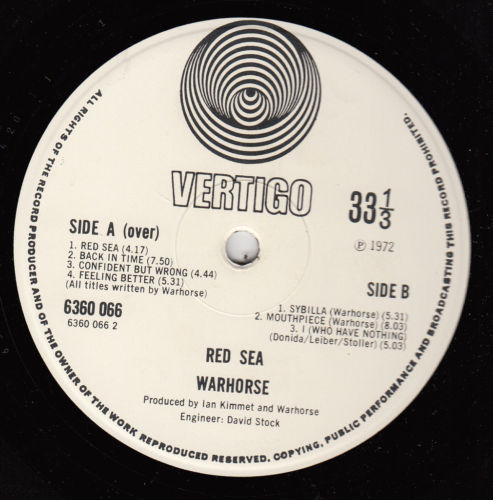 VERTIGO
SIDE A (over)
33 1/3
1. RED SEA (4.17)
2. BACK IN TIME (7.50)
3. CONFIDENT BUT WRONG (4.44)
4. FEELING BETTER (5.31)
(All titles written by Warhorse)
Ⓟ 1972
6360 066
6360 066 2
SIDE B
1. SYBILLA (Warhorse) (5.31)
2. MOUTHPIECE (Warhorse) (8.03)
3. I (WHO HAVE NOTHING)
(Donida/Leiber/Stoller) (5.03)
RED SEA
WARHORSE
Produced by Ian Kimmet and Warhorse
Engineer: David Stock
ALL RIGHTS OF THE RECORD PRODUCER AND OF THE OWNER OF THE WORK REPRODUCED RESERVED. COPYING, PUBLIC PERFORMANCE AND BROADCASTING THIS RECORD PROHIBITED.